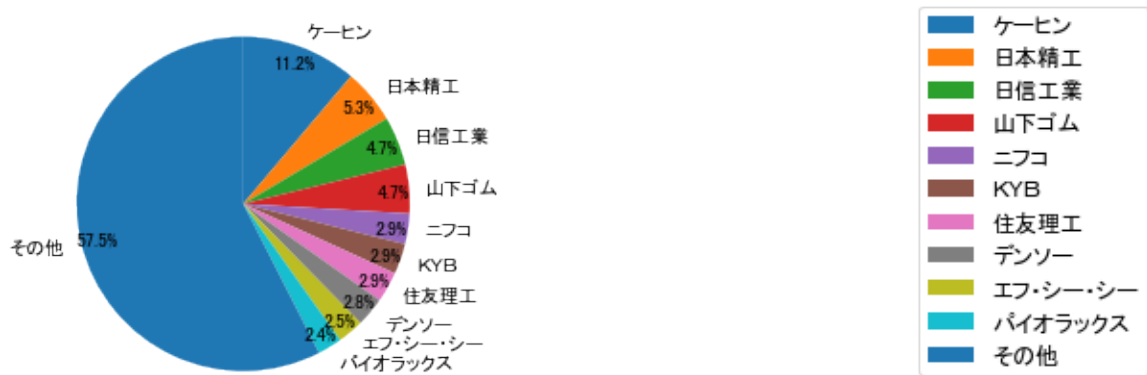 ケーヒン
11.2%
日本精工
5.3%
日信工業
4.7%
山下ゴム
4.7%
ニフコ
2.9%
KYB
2.9%
住友理工
2.9%
デンソー
2.8%
エフ・シー・シー
2.5%
パイオラックス
2.4%
その他
57.5%
ケーヒン
日本精工
日信工業
山下ゴム
ニフコ
KYB
住友理工
デンソー
エフ・シー・シー
パイオラックス
その他